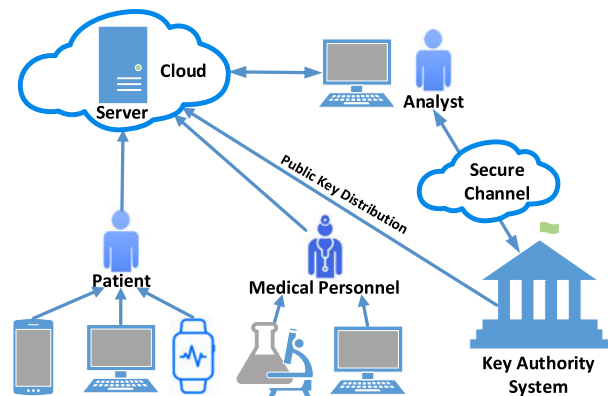 Cloud
Server
Analyst
Public Key Distribution
Secure
Channel
Patient
Medical Personnel
Key Authority
System